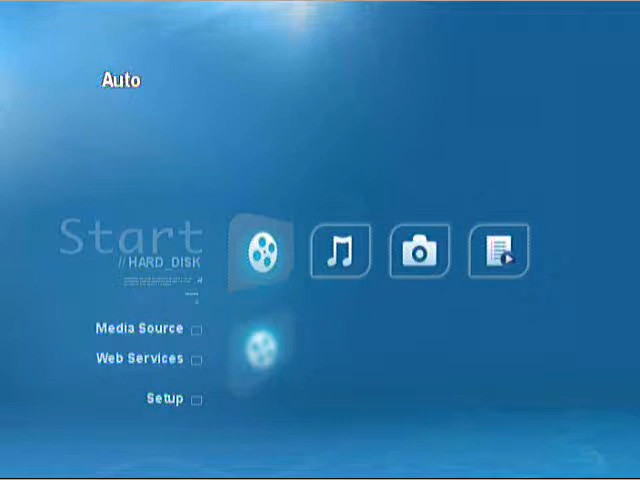 Auto
Start
//HARD_DISK
Media Source
Web Services
Setup